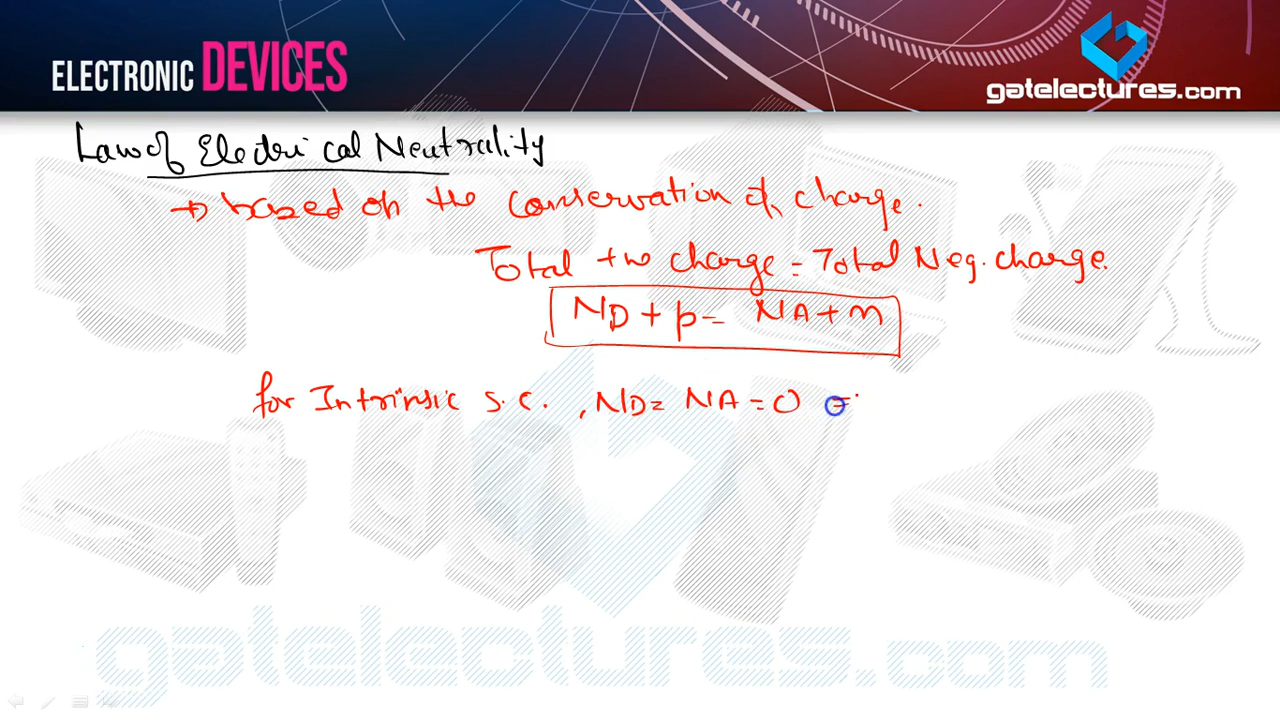 ELECTRONIC DEVICES
gatelectures.com
Law of Electrical Neutrality
→ based on the conservation of charge.
Total +ve charge = Total Neg. charge.
ND + p = NA + n
for Intrinsic s.c. , ND = NA = 0 =
gatelectures.com